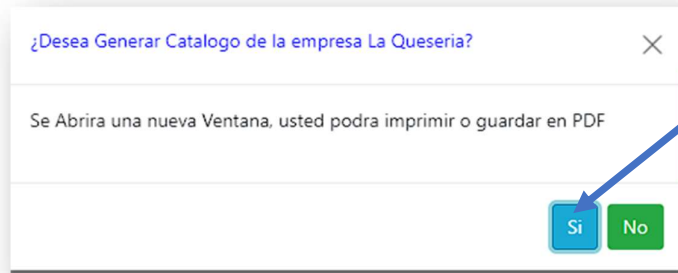 ¿Desea Generar Catalogo de la empresa La Queseria?
Se Abrira una nueva Ventana, usted podra imprimir o guardar en PDF
Si No